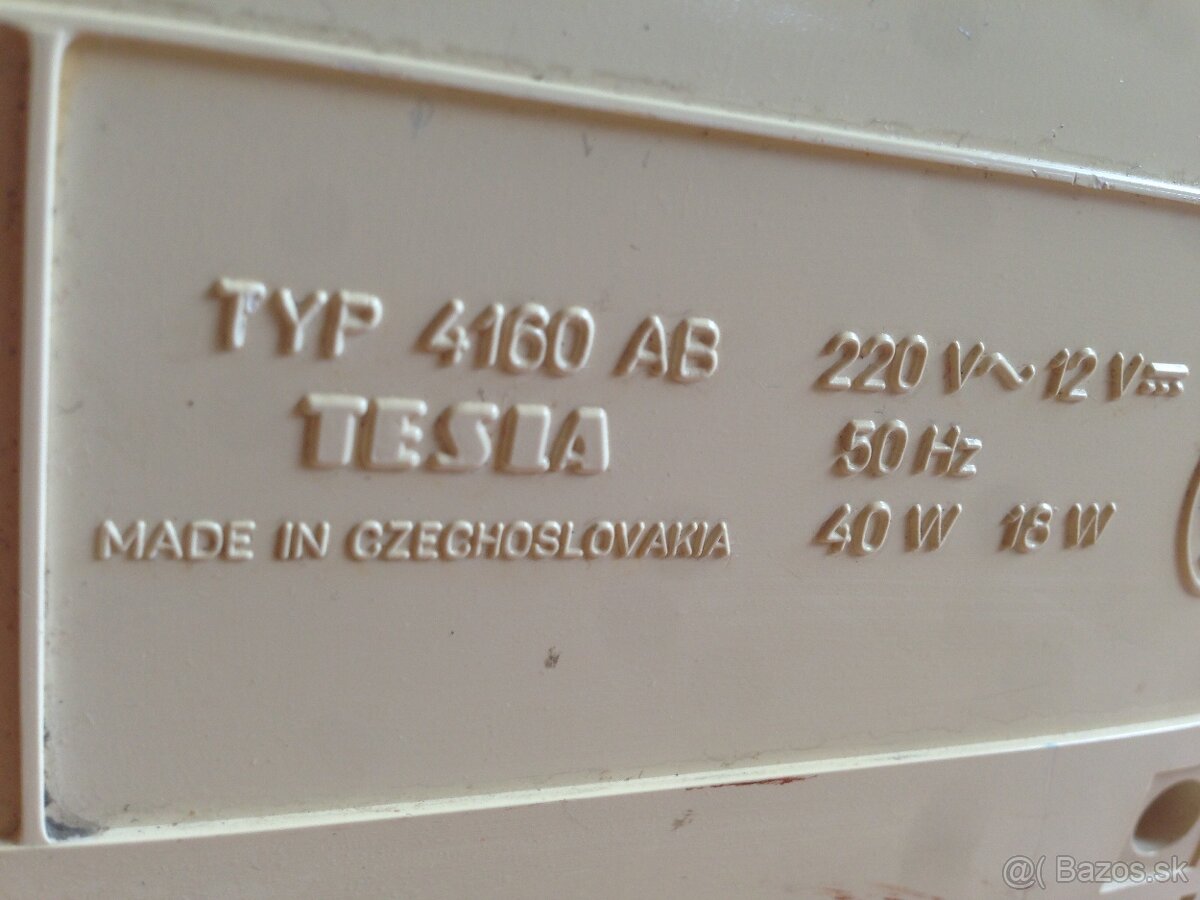 TYP 4160 AB
TESLA
MADE IN CZECHOSLOVAKIA
220 V~ 12 V⎓
50 Hz
40 W 18 W
@( Bazos.sk